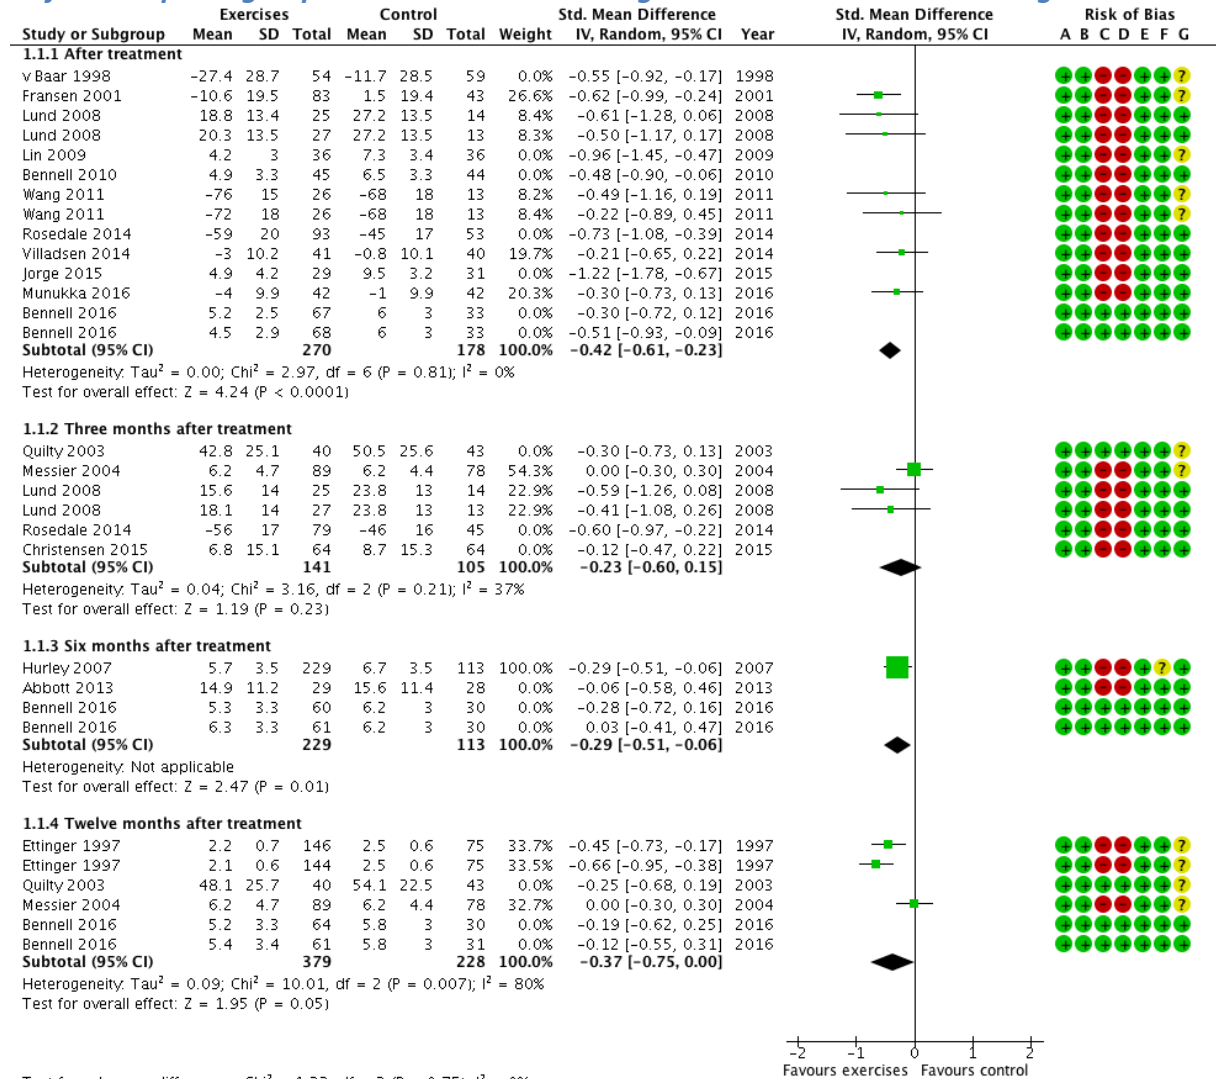 Exercises Control Std. Mean Difference Std. Mean Difference Risk of Bias
Study or Subgroup Mean SD Total Mean SD Total Weight IV, Random, 95% CI Year IV, Random, 95% CI A B C D E F G
1.1.1 After treatment
v Baar 1998 -27.4 28.7 54 -11.7 28.5 59 0.0% -0.55 [-0.92, -0.17] 1998 + + - - + + ?
Fransen 2001 -10.6 19.5 83 1.5 19.4 43 26.6% -0.62 [-0.99, -0.24] 2001 + + - - + + ?
Lund 2008 18.8 13.4 25 27.2 13.5 14 8.4% -0.61 [-1.28, 0.06] 2008 + + - - + + +
Lund 2008 20.3 13.5 27 27.2 13.5 13 8.3% -0.50 [-1.17, 0.17] 2008 + + - - + + +
Lin 2009 4.2 3 36 7.3 3.4 36 0.0% -0.96 [-1.45, -0.47] 2009 + + - - + + ?
Bennell 2010 4.9 3.3 45 6.5 3.3 44 0.0% -0.48 [-0.90, -0.06] 2010 + + - - + + +
Wang 2011 -76 15 26 -68 18 13 8.2% -0.49 [-1.16, 0.19] 2011 + + - - + + ?
Wang 2011 -72 18 26 -68 18 13 8.4% -0.22 [-0.89, 0.45] 2011 + + - - + + ?
Rosedale 2014 -59 20 93 -45 17 53 0.0% -0.73 [-1.08, -0.39] 2014 + + - - + + +
Villadsen 2014 -3 10.2 41 -0.8 10.1 40 19.7% -0.21 [-0.65, 0.22] 2014 + + - - + + +
Jorge 2015 4.9 4.2 29 9.5 3.2 31 0.0% -1.22 [-1.78, -0.67] 2015 + + - - + + +
Munukka 2016 -4 9.9 42 -1 9.9 42 20.3% -0.30 [-0.73, 0.13] 2016 + + - - + + +
Bennell 2016 5.2 2.5 67 6 3 33 0.0% -0.30 [-0.72, 0.12] 2016 + + + + + + +
Bennell 2016 4.5 2.9 68 6 3 33 0.0% -0.51 [-0.93, -0.09] 2016 + + + + + + +
Subtotal (95% CI) 270 178 100.0% -0.42 [-0.61, -0.23]
Heterogeneity: Tau² = 0.00; Chi² = 2.97, df = 6 (P = 0.81); I² = 0%
Test for overall effect: Z = 4.24 (P < 0.0001)
1.1.2 Three months after treatment
Quilty 2003 42.8 25.1 40 50.5 25.6 43 0.0% -0.30 [-0.73, 0.13] 2003 + + + + + + ?
Messier 2004 6.2 4.7 89 6.2 4.4 78 54.3% 0.00 [-0.30, 0.30] 2004 + + - - + + ?
Lund 2008 15.6 14 25 23.8 13 14 22.9% -0.59 [-1.26, 0.08] 2008 + + - - + + +
Lund 2008 18.1 14 27 23.8 13 13 22.9% -0.41 [-1.08, 0.26] 2008 + + - - + + +
Rosedale 2014 -56 17 79 -46 16 45 0.0% -0.60 [-0.97, -0.22] 2014 + + - - + + +
Christensen 2015 6.8 15.1 64 8.7 15.3 64 0.0% -0.12 [-0.47, 0.22] 2015 + + - - + + +
Subtotal (95% CI) 141 105 100.0% -0.23 [-0.60, 0.15]
Heterogeneity: Tau² = 0.04; Chi² = 3.16, df = 2 (P = 0.21); I² = 37%
Test for overall effect: Z = 1.19 (P = 0.23)
1.1.3 Six months after treatment
Hurley 2007 5.7 3.5 229 6.7 3.5 113 100.0% -0.29 [-0.51, -0.06] 2007 + + - - + ? +
Abbott 2013 14.9 11.2 29 15.6 11.4 28 0.0% -0.06 [-0.58, 0.46] 2013 + + - - + + +
Bennell 2016 5.3 3.3 60 6.2 3 30 0.0% -0.28 [-0.72, 0.16] 2016 + + + + + + +
Bennell 2016 6.3 3.3 61 6.2 3 30 0.0% 0.03 [-0.41, 0.47] 2016 + + + + + + +
Subtotal (95% CI) 229 113 100.0% -0.29 [-0.51, -0.06]
Heterogeneity: Not applicable
Test for overall effect: Z = 2.47 (P = 0.01)
1.1.4 Twelve months after treatment
Ettinger 1997 2.2 0.7 146 2.5 0.6 75 33.7% -0.45 [-0.73, -0.17] 1997 + + - - + + ?
Ettinger 1997 2.1 0.6 144 2.5 0.6 75 33.5% -0.66 [-0.95, -0.38] 1997 + + - - + + ?
Quilty 2003 48.1 25.7 40 54.1 22.5 43 0.0% -0.25 [-0.68, 0.19] 2003 + + + + + + ?
Messier 2004 6.2 4.7 89 6.2 4.4 78 32.7% 0.00 [-0.30, 0.30] 2004 + + - - + + ?
Bennell 2016 5.2 3.3 64 5.8 3 30 0.0% -0.19 [-0.62, 0.25] 2016 + + + + + + +
Bennell 2016 5.4 3.4 61 5.8 3 31 0.0% -0.12 [-0.55, 0.31] 2016 + + + + + + +
Subtotal (95% CI) 379 228 100.0% -0.37 [-0.75, 0.00]
Heterogeneity: Tau² = 0.09; Chi² = 10.01, df = 2 (P = 0.007); I² = 80%
Test for overall effect: Z = 1.95 (P = 0.05)
-2 -1 0 1 2
Favours exercises Favours control